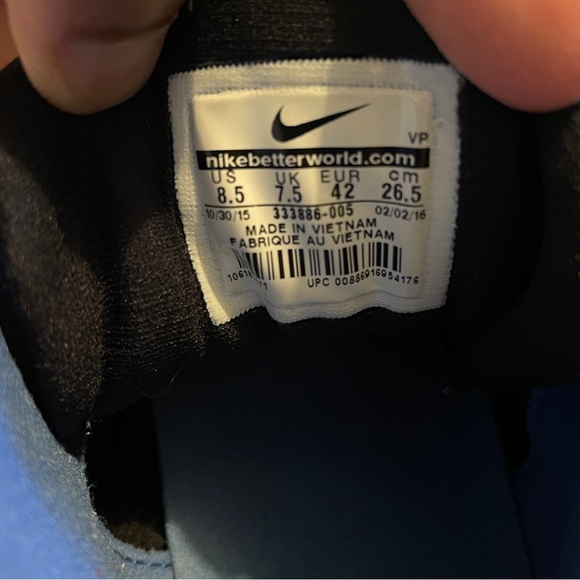 VP
nikebetterworld.com
US UK EUR cm
8.5 7.5 42 26.5
10/30/15 333886-005 02/02/16
MADE IN VIETNAM
FABRIQUE AU VIETNAM
UPC 00886916954176